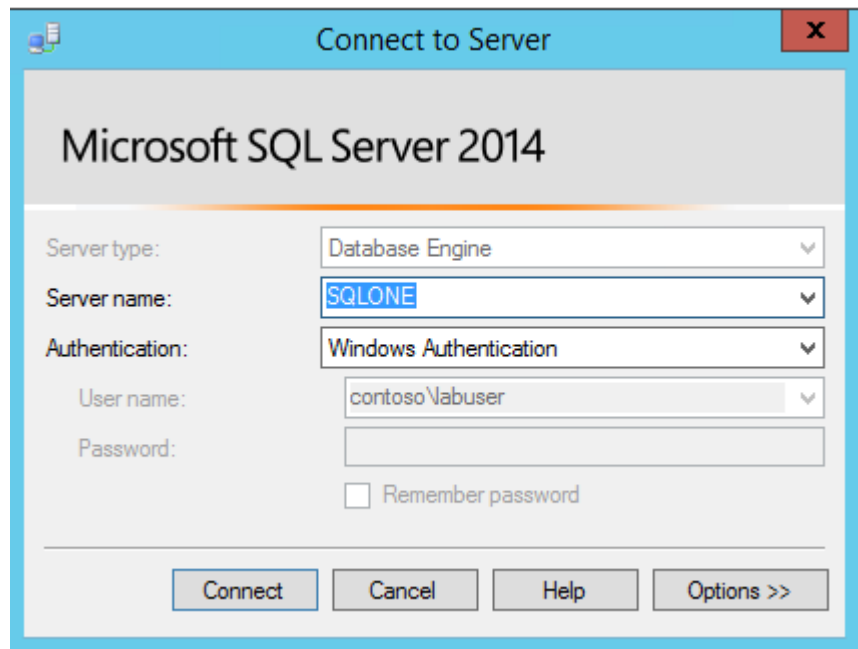 Connect to Server
x
Microsoft SQL Server 2014
Server type: Database Engine
Server name: SQLONE
Authentication: Windows Authentication
User name: contoso\labuser
Password:
Remember password
Connect Cancel Help Options >>